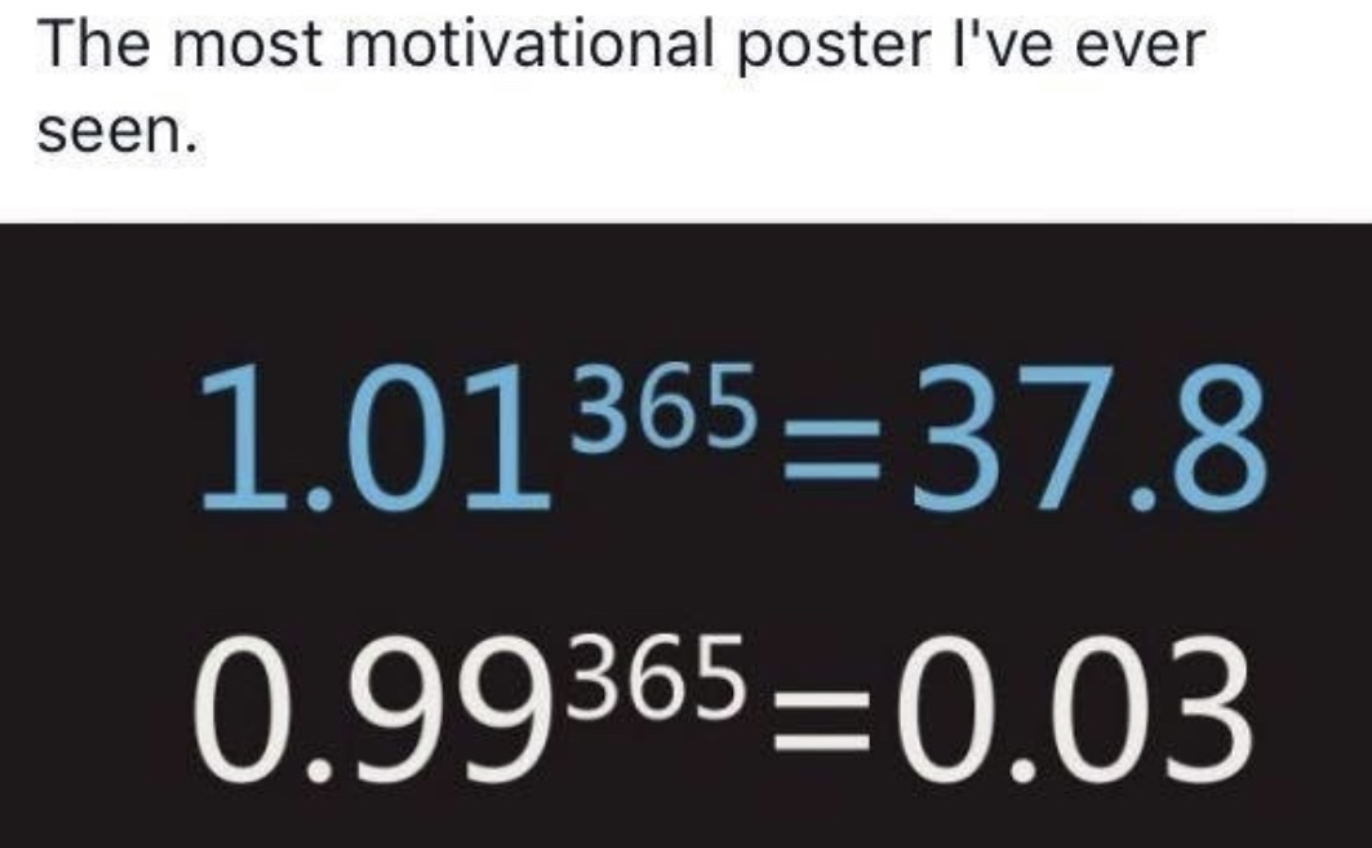 The most motivational poster I've ever
seen.
1.01³⁶⁵=37.8
0.99³⁶⁵=0.03